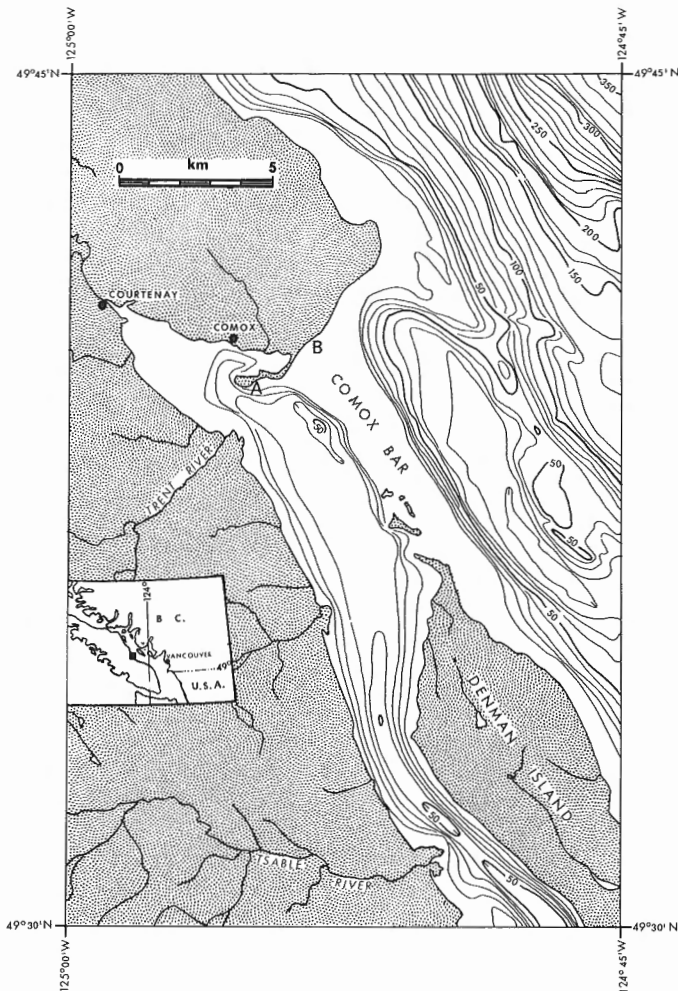 125°00'W
124°45'W
49°45'N
49°45'N
350
300
250
200
150
100
50
km
0
5
COURTENAY
COMOX
A
B
COMOX BAR
50
50
50
TRENT RIVER
50
124°
B C.
VANCOUVER
49°
U.S.A.
DENMAN ISLAND
50
50
TSABLE RIVER
49°30'N
49°30'N
125°00'W
124°45'W